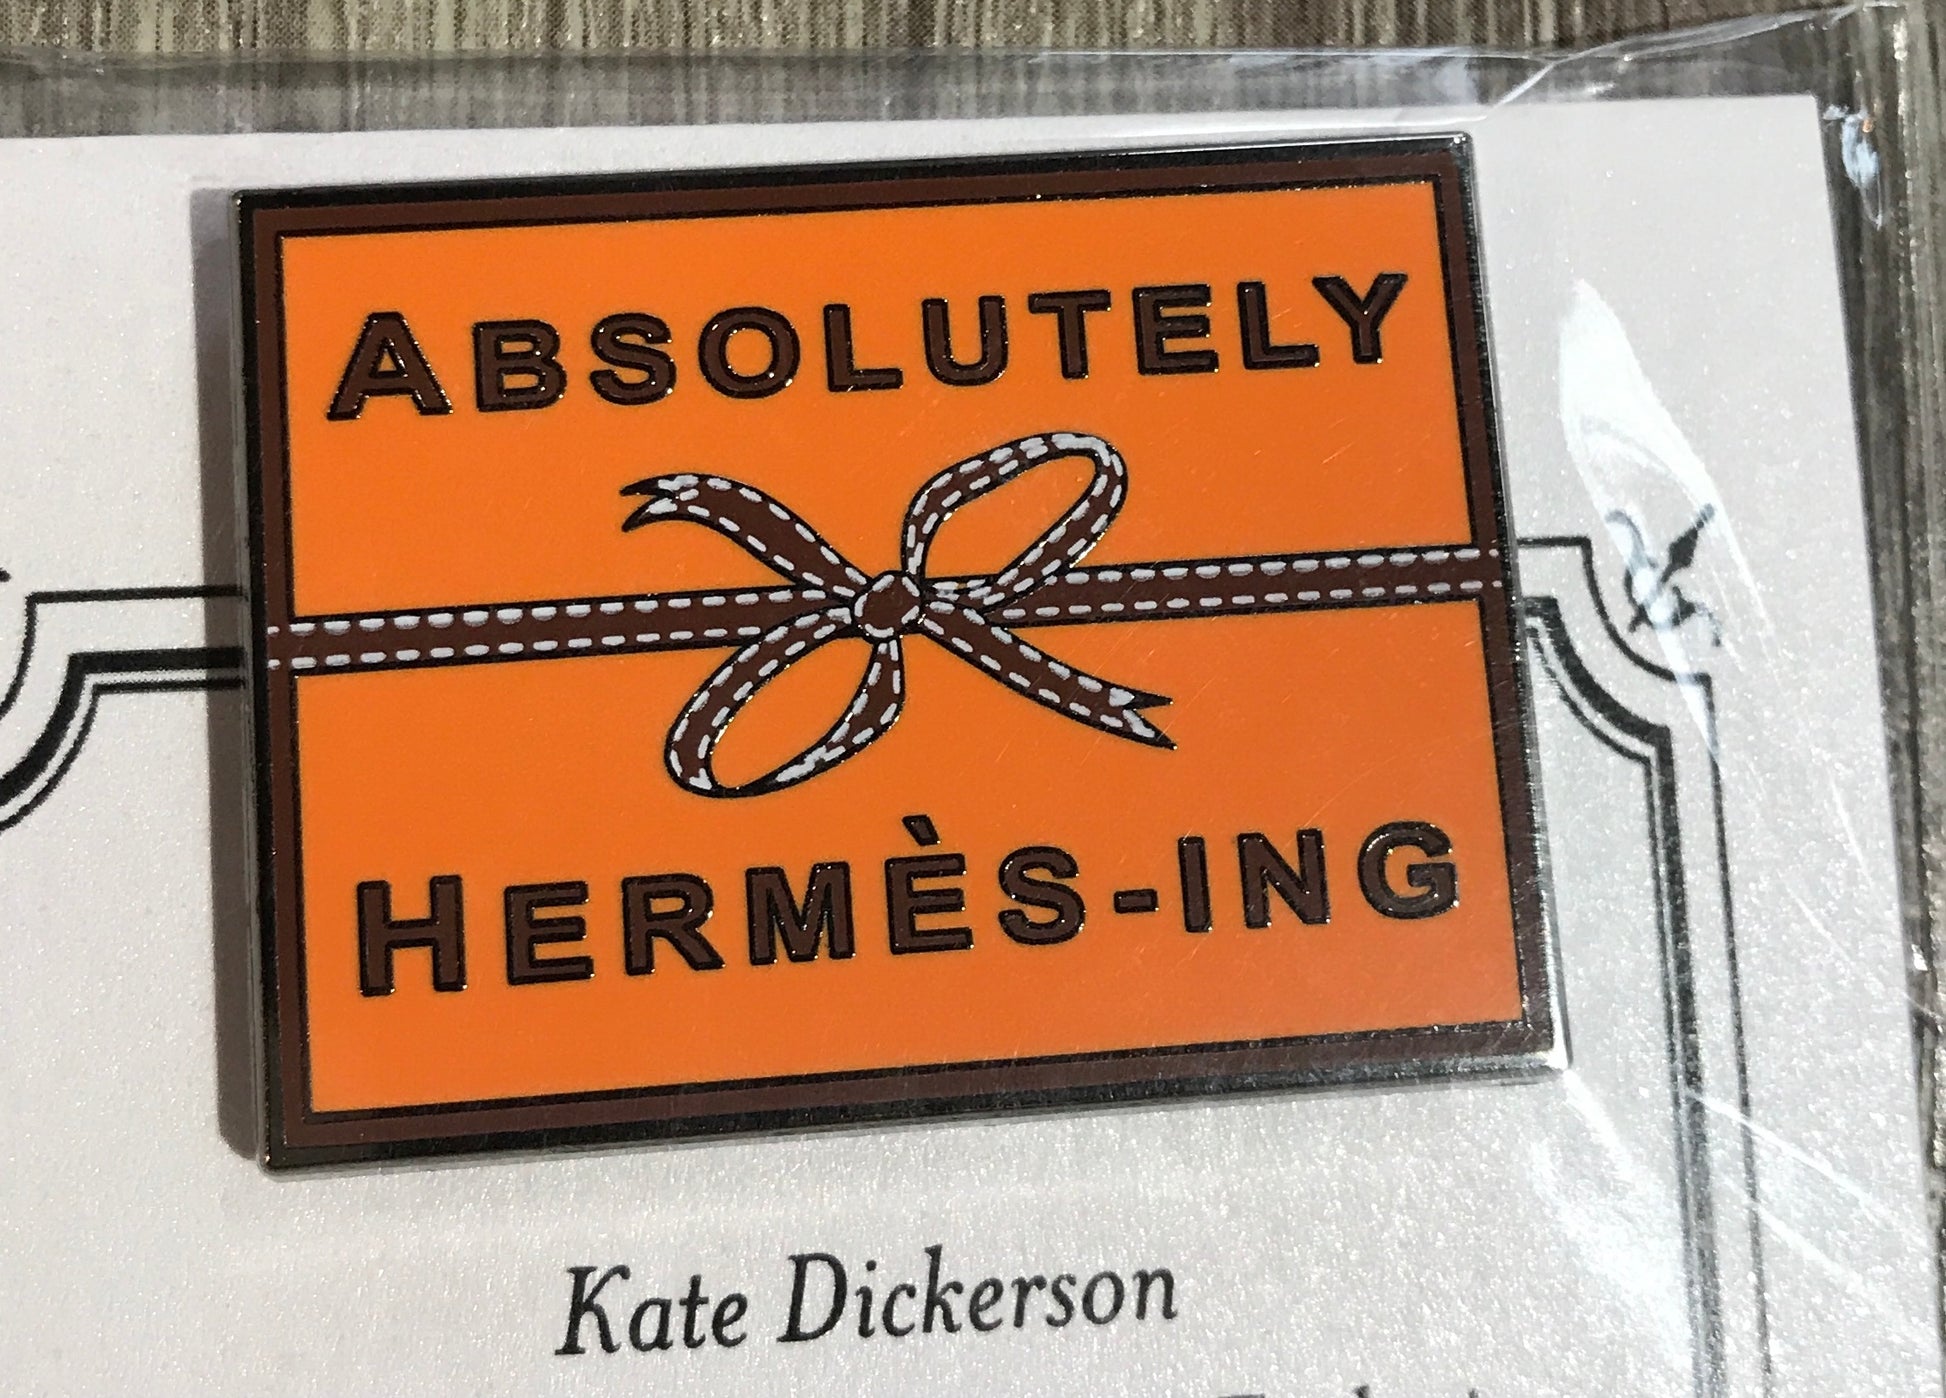 ABSOLUTELY
HERMÈS-ING
Kate Dickerson